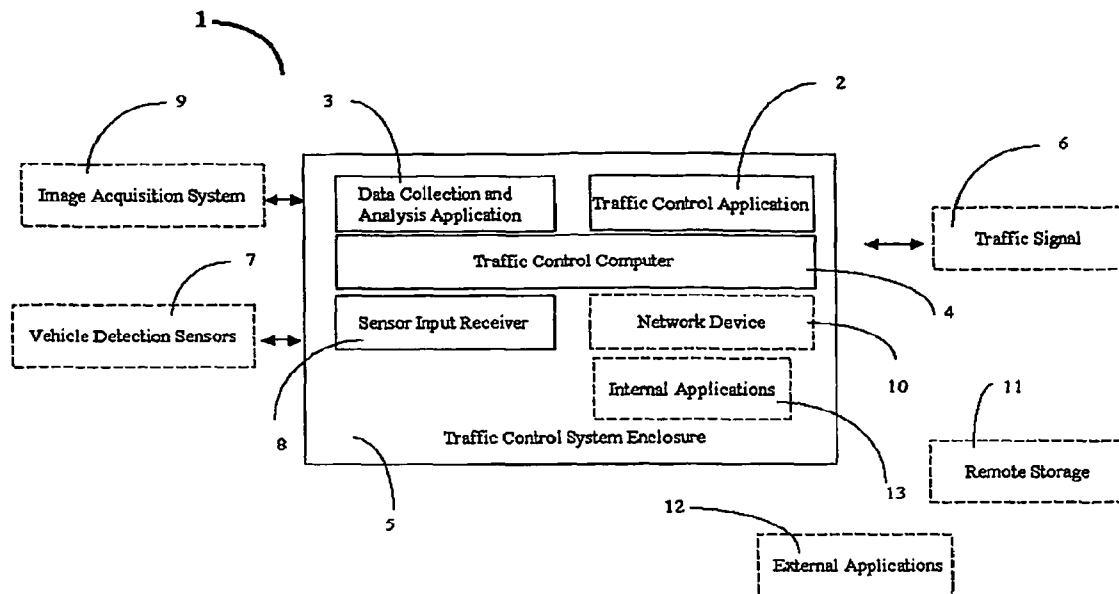 1
9
3
2
6
Image Acquisition System
Data Collection and
Analysis Application
Traffic Control Application
Traffic Signal
Traffic Control Computer
7
4
Vehicle Detection Sensors
Sensor Input Receiver
Network Device
10
11
Internal Applications
8
Traffic Control System Enclosure
Remote Storage
13
5
12
External Applications